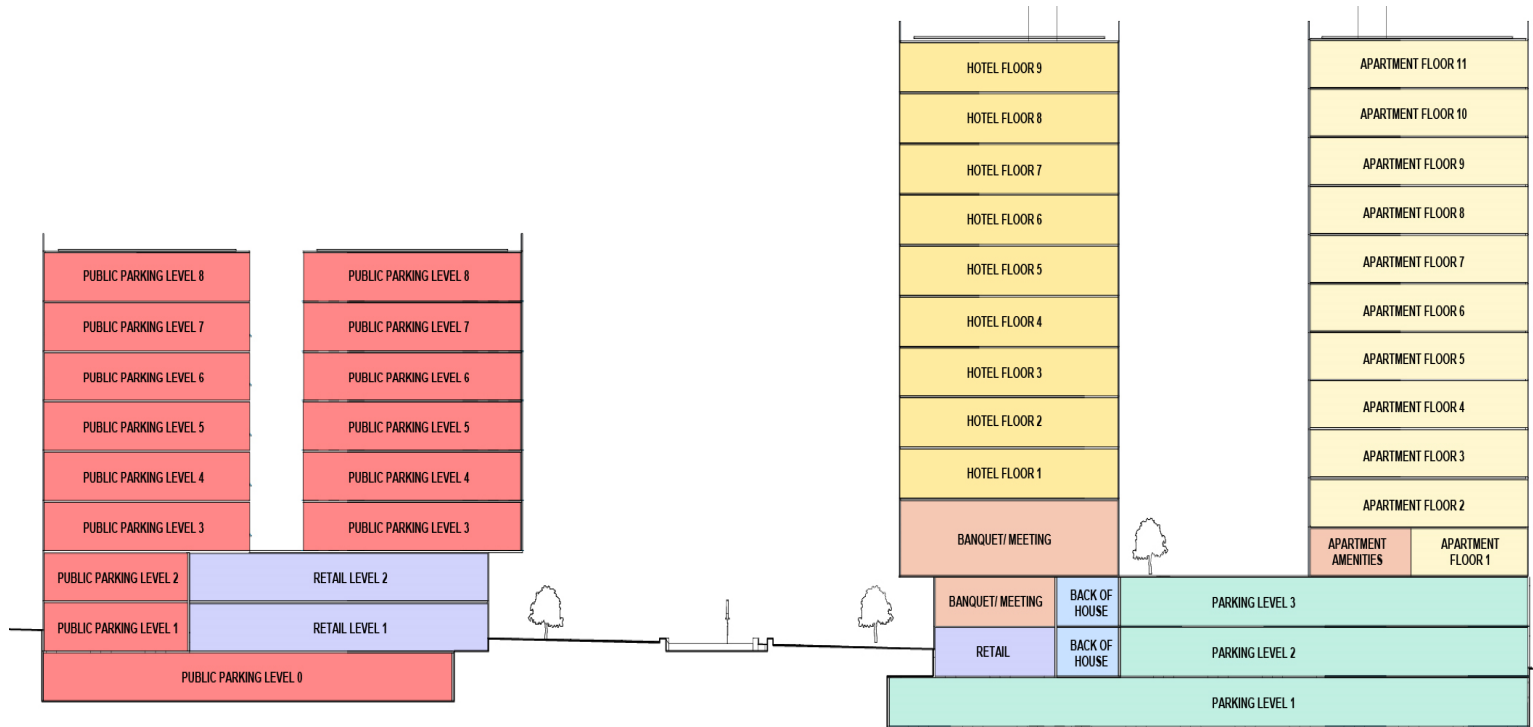 HOTEL FLOOR 9
APARTMENT FLOOR 11
HOTEL FLOOR 8
APARTMENT FLOOR 10
HOTEL FLOOR 7
APARTMENT FLOOR 9
HOTEL FLOOR 6
APARTMENT FLOOR 8
PUBLIC PARKING LEVEL 8
PUBLIC PARKING LEVEL 8
HOTEL FLOOR 5
APARTMENT FLOOR 7
PUBLIC PARKING LEVEL 7
PUBLIC PARKING LEVEL 7
HOTEL FLOOR 4
APARTMENT FLOOR 6
PUBLIC PARKING LEVEL 6
PUBLIC PARKING LEVEL 6
HOTEL FLOOR 3
APARTMENT FLOOR 5
PUBLIC PARKING LEVEL 5
PUBLIC PARKING LEVEL 5
HOTEL FLOOR 2
APARTMENT FLOOR 4
PUBLIC PARKING LEVEL 4
PUBLIC PARKING LEVEL 4
HOTEL FLOOR 1
APARTMENT FLOOR 3
PUBLIC PARKING LEVEL 3
PUBLIC PARKING LEVEL 3
BANQUET/ MEETING
APARTMENT FLOOR 2
APARTMENT
AMENITIES
APARTMENT
FLOOR 1
PUBLIC PARKING LEVEL 2
RETAIL LEVEL 2
BANQUET/ MEETING
BACK OF
HOUSE
PARKING LEVEL 3
PUBLIC PARKING LEVEL 1
RETAIL LEVEL 1
RETAIL
BACK OF
HOUSE
PARKING LEVEL 2
PUBLIC PARKING LEVEL 0
PARKING LEVEL 1